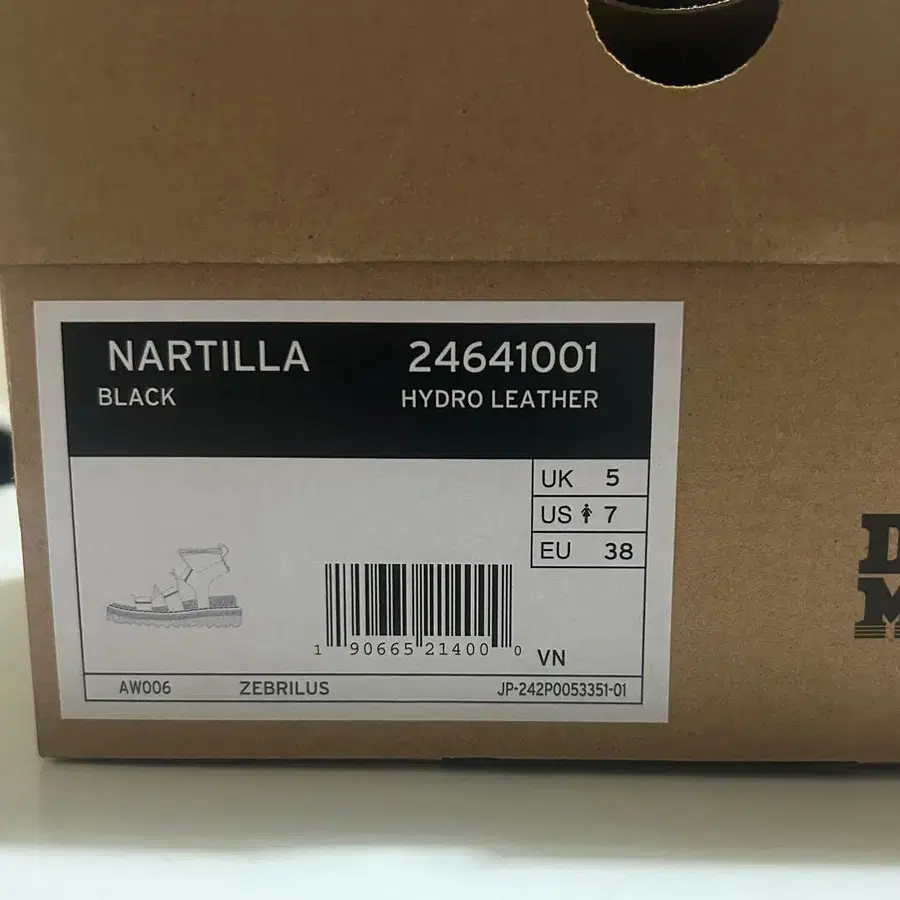 NARTILLA 24641001
BLACK HYDRO LEATHER
UK 5
US 7
EU 38
1 90665 21400 0
VN
AW006 ZEBRILUS JP-242P0053351-01
D
M